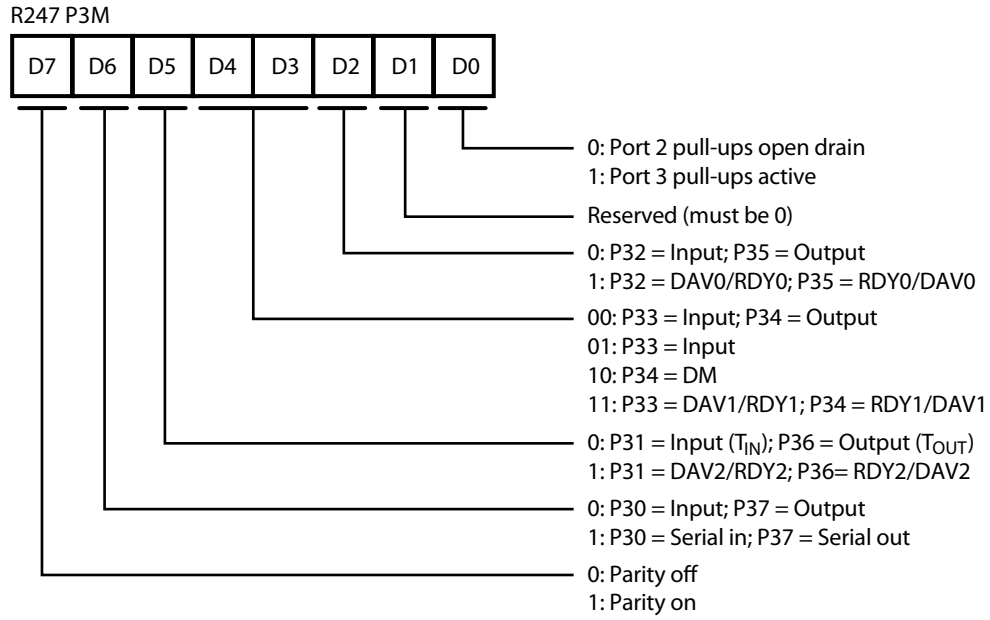 R247 P3M
D7 D6 D5 D4 D3 D2 D1 D0
0: Port 2 pull-ups open drain
1: Port 3 pull-ups active
Reserved (must be 0)
0: P32 = Input; P35 = Output
1: P32 = DAV0/RDY0; P35 = RDY0/DAV0
00: P33 = Input; P34 = Output
01: P33 = Input
10: P34 = DM
11: P33 = DAV1/RDY1; P34 = RDY1/DAV1
0: P31 = Input (TIN); P36 = Output (TOUT)
1: P31 = DAV2/RDY2; P36= RDY2/DAV2
0: P30 = Input; P37 = Output
1: P30 = Serial in; P37 = Serial out
0: Parity off
1: Parity on